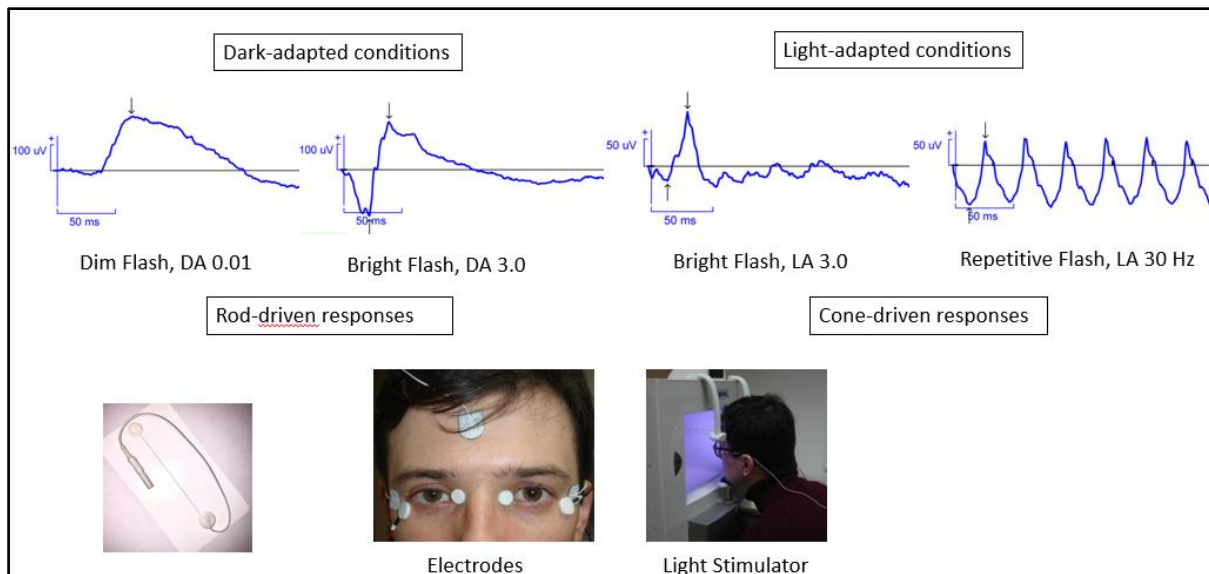 Dark-adapted conditions
Light-adapted conditions
+
100 uV
50 ms
+
100 uV
50 ms
+
50 uV
50 ms
+
50 uV
50 ms
Dim Flash, DA 0.01
Bright Flash, DA 3.0
Bright Flash, LA 3.0
Repetitive Flash, LA 30 Hz
Rod-driven responses
Cone-driven responses
Electrodes
Light Stimulator